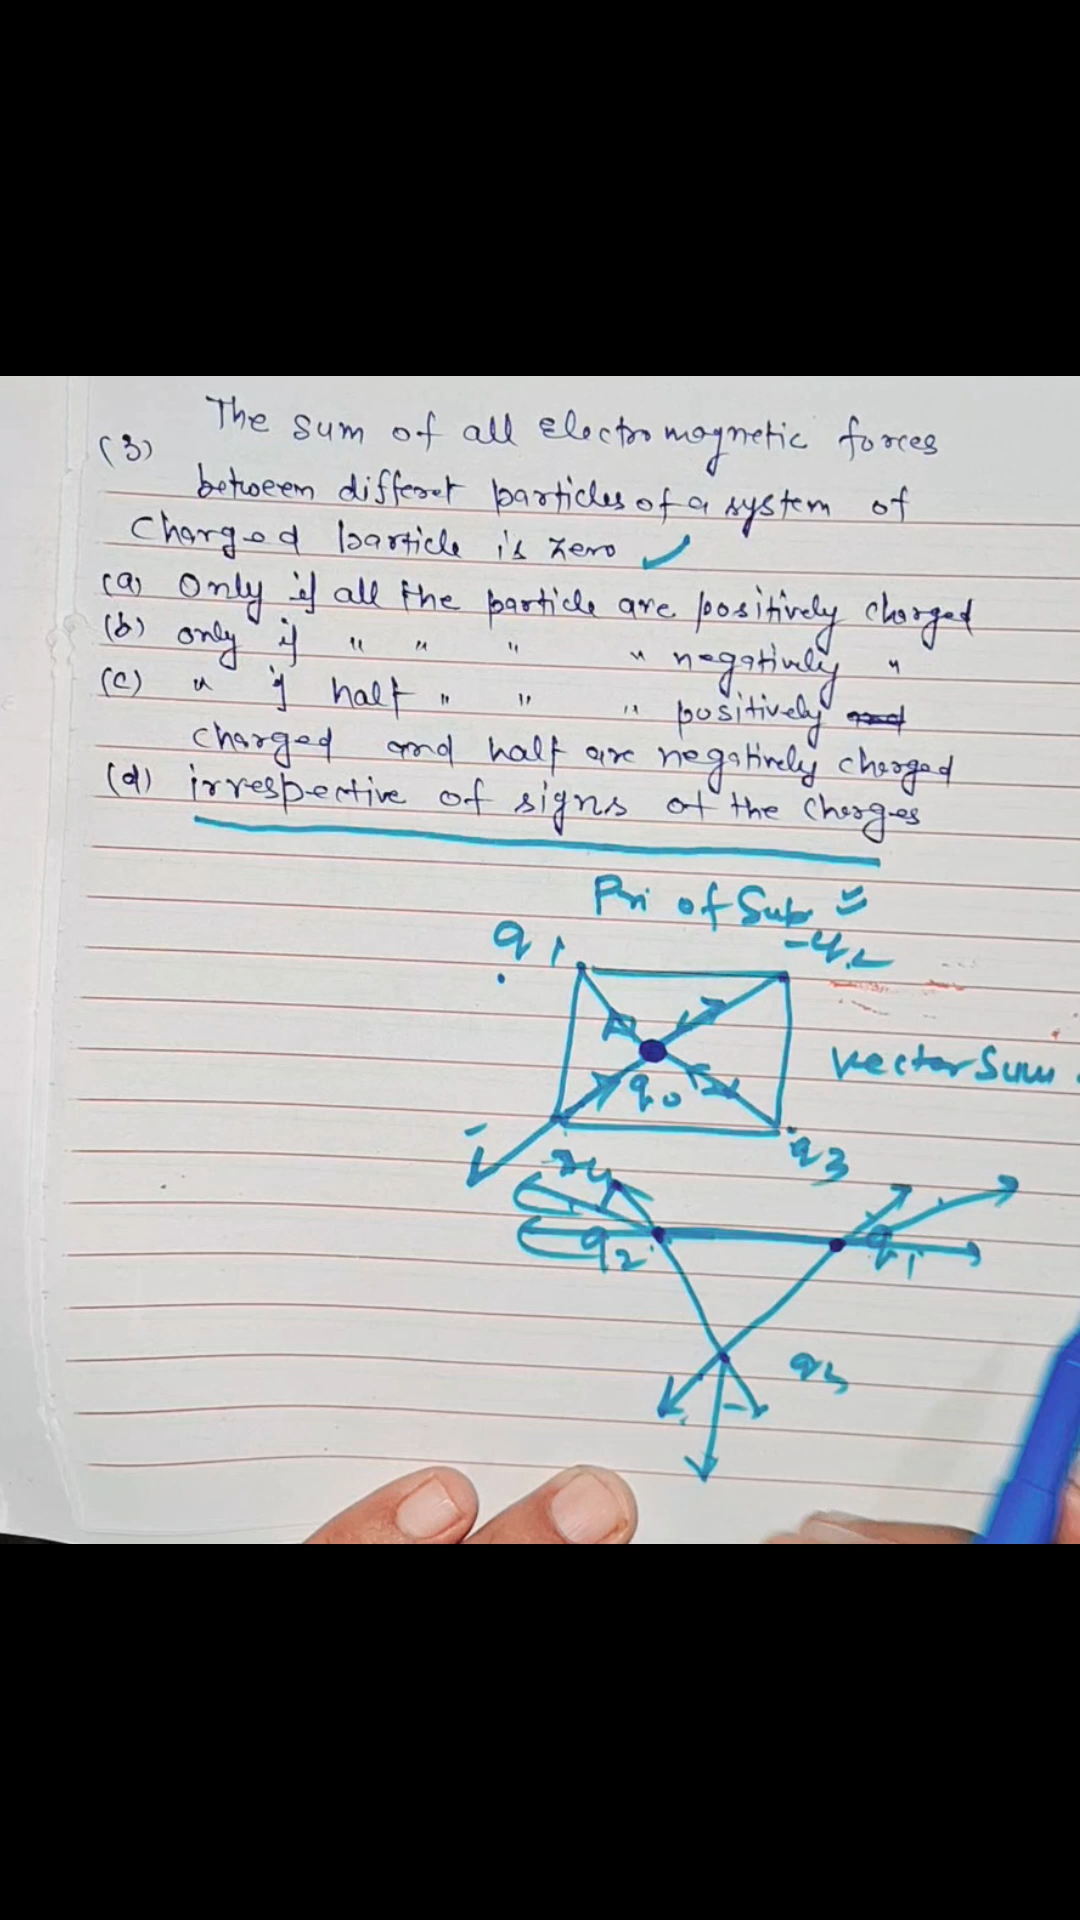 The sum of all Electromagnetic forces
(3)
between differet particles of a system of
Charged particle is zero ✓
(a) Only if all the particle are positively charged
(b) only if " " " " negatively "
(c) " if half " " " positively
charged and half are negatively charged
(d) irrespective of signs of the charges
Pri of Sup =
q1
q0
Vector Sum
q3
q2
q1
q3